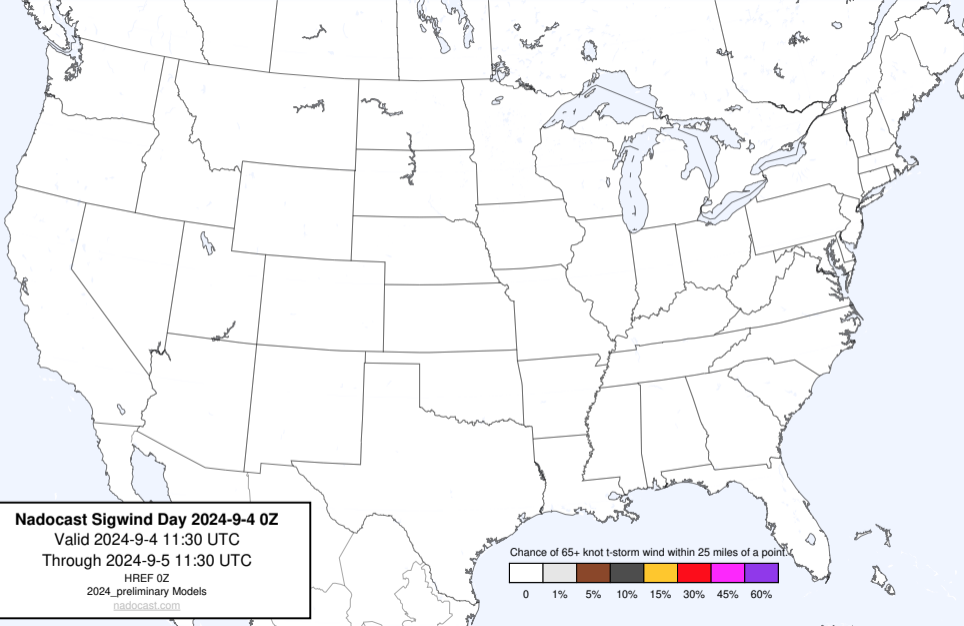 Nadocast Sigwind Day 2024-9-4 0Z
Valid 2024-9-4 11:30 UTC
Through 2024-9-5 11:30 UTC
HREF 0Z
2024_preliminary Models
nadocast.com
Chance of 65+ knot t-storm wind within 25 miles of a point.
0 1% 5% 10% 15% 30% 45% 60%